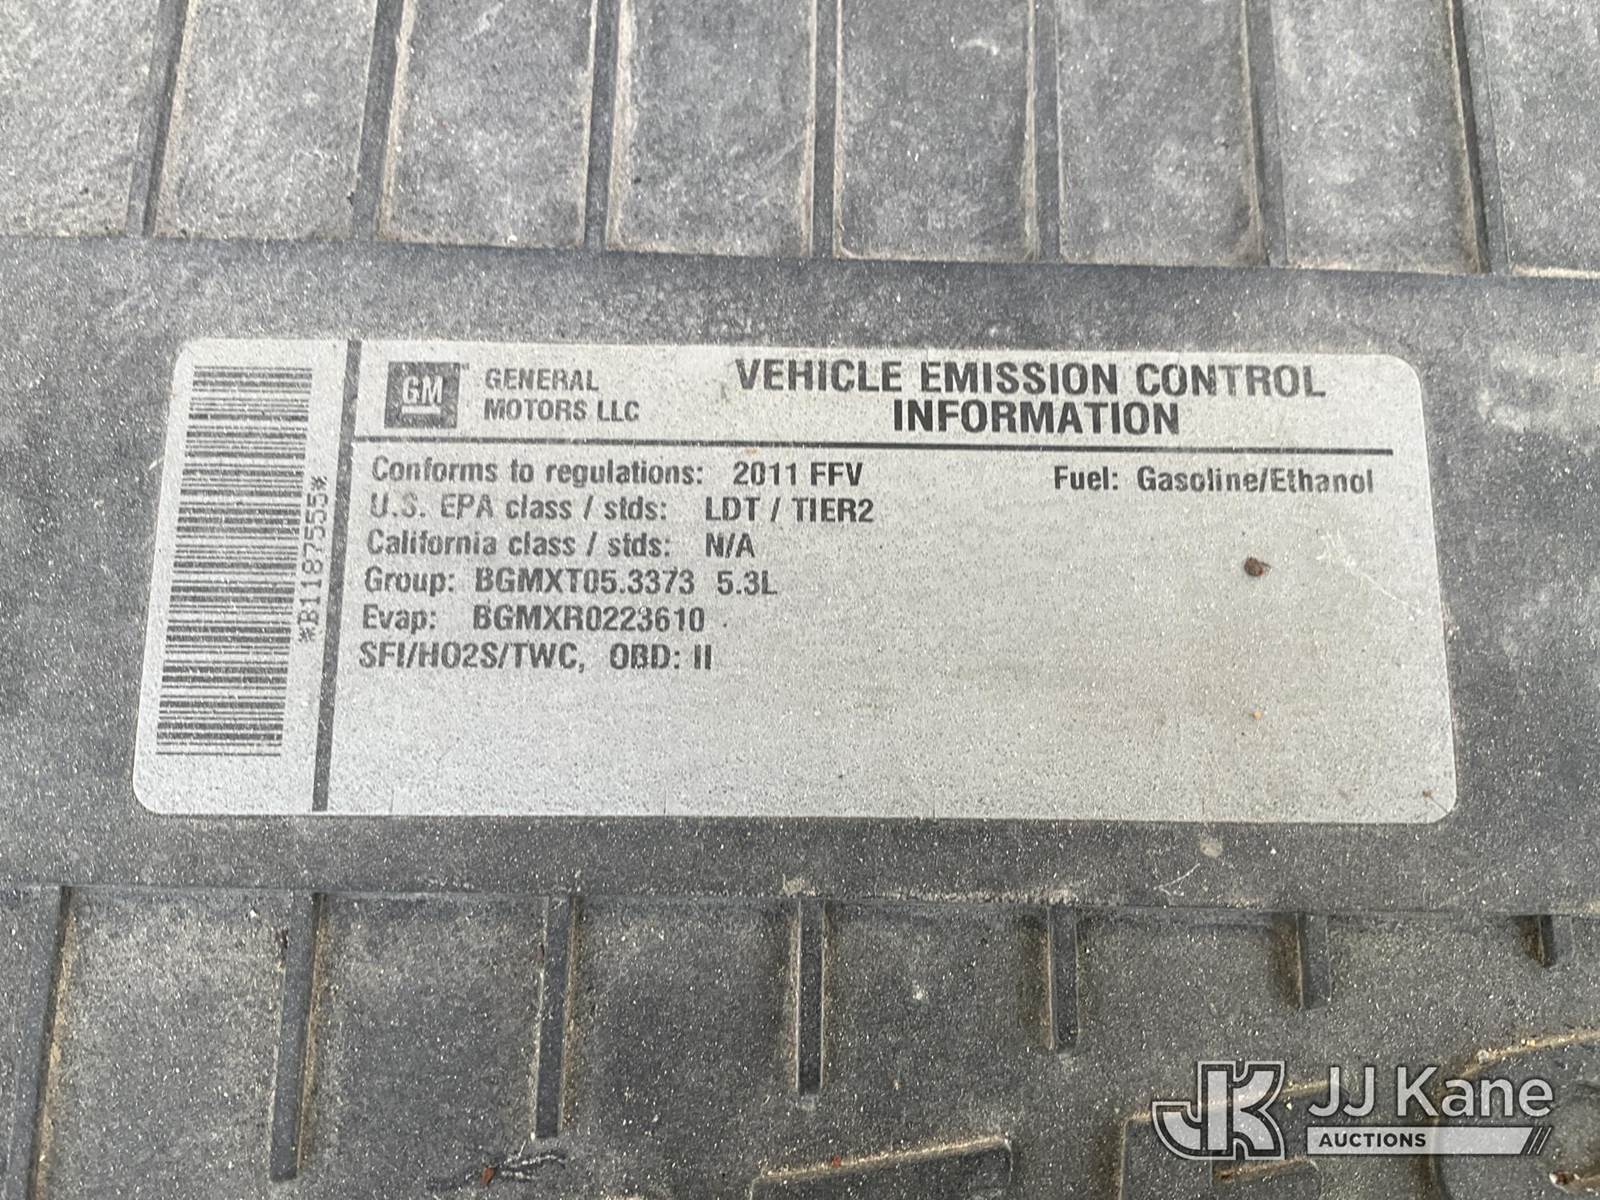 GM GENERAL MOTORS LLC
VEHICLE EMISSION CONTROL
INFORMATION
Conforms to regulations: 2011 FFV Fuel: Gasoline/Ethanol
U.S. EPA class / stds: LDT / TIER2
California class / stds: N/A
Group: BGMXT05.3373 5.3L
Evap: BGMXR0223610
SFI/HO2S/TWC, OBD: II
*B1187555*
JK JJ Kane
AUCTIONS